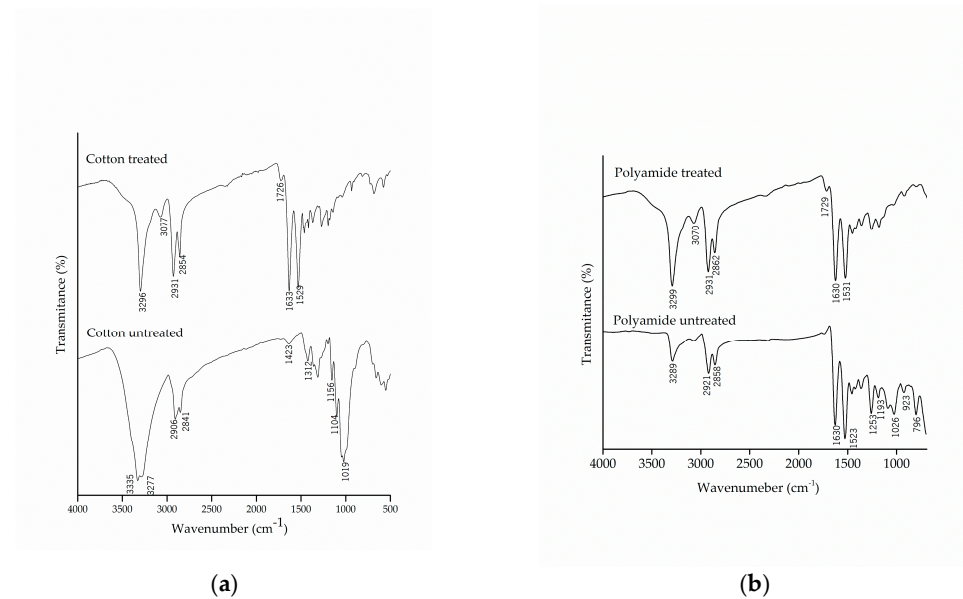 Cotton treated
1726
3077
2854
2931
3296
1633
1529
Cotton untreated
1423
1312
1156
1104
1019
2906
2841
3335
3277
Transmitance (%)
4000 3500 3000 2500 2000 1500 1000 500
Wavenumber (cm-1)
(a)
Polyamide treated
1729
3070
2862
2931
3299
1630
1531
Polyamide untreated
3289
2921
2858
1630
1523
1253
1193
1026
923
796
Transmitance (%)
4000 3500 3000 2500 2000 1500 1000
Wavenumeber (cm-1)
(b)